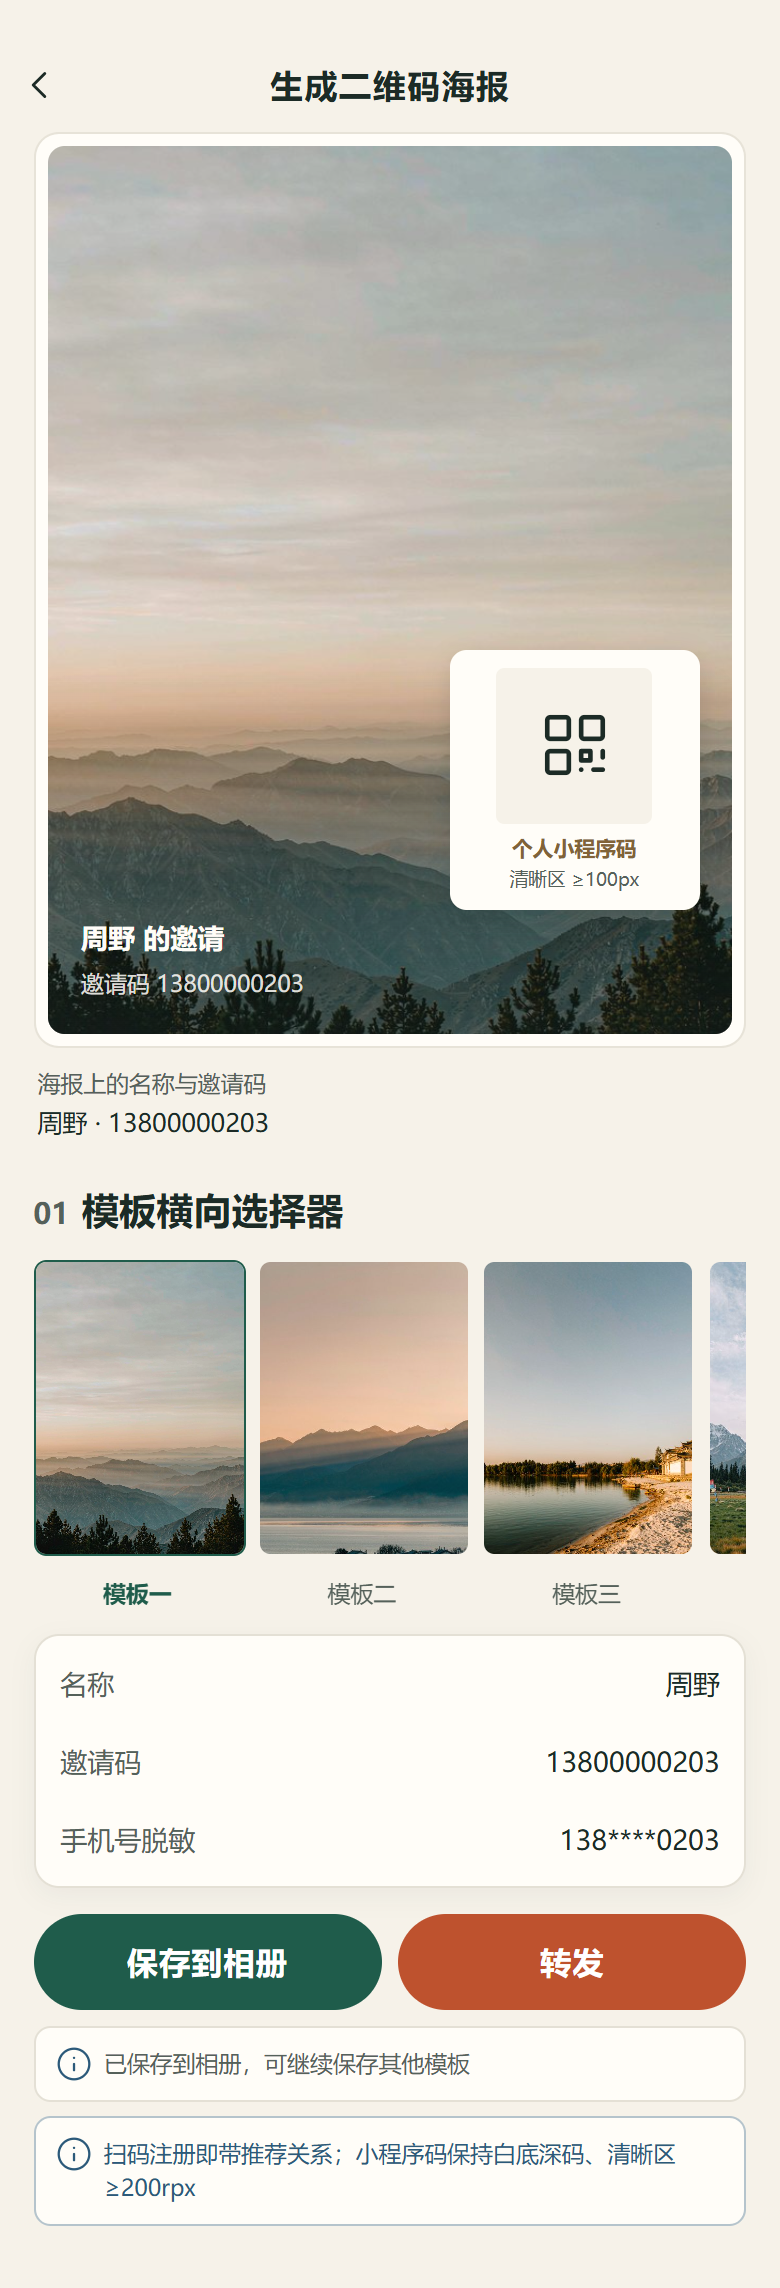 生成二维码海报
个人小程序码
清晰区 ≥100px
周野 的邀请
邀请码 13800000203
海报上的名称与邀请码
周野 · 13800000203
01 模板横向选择器
模板一 模板二 模板三
名称 周野
邀请码 13800000203
手机号脱敏 138****0203
保存到相册 转发
已保存到相册，可继续保存其他模板
扫码注册即带推荐关系；小程序码保持白底深码、清晰区
≥200rpx